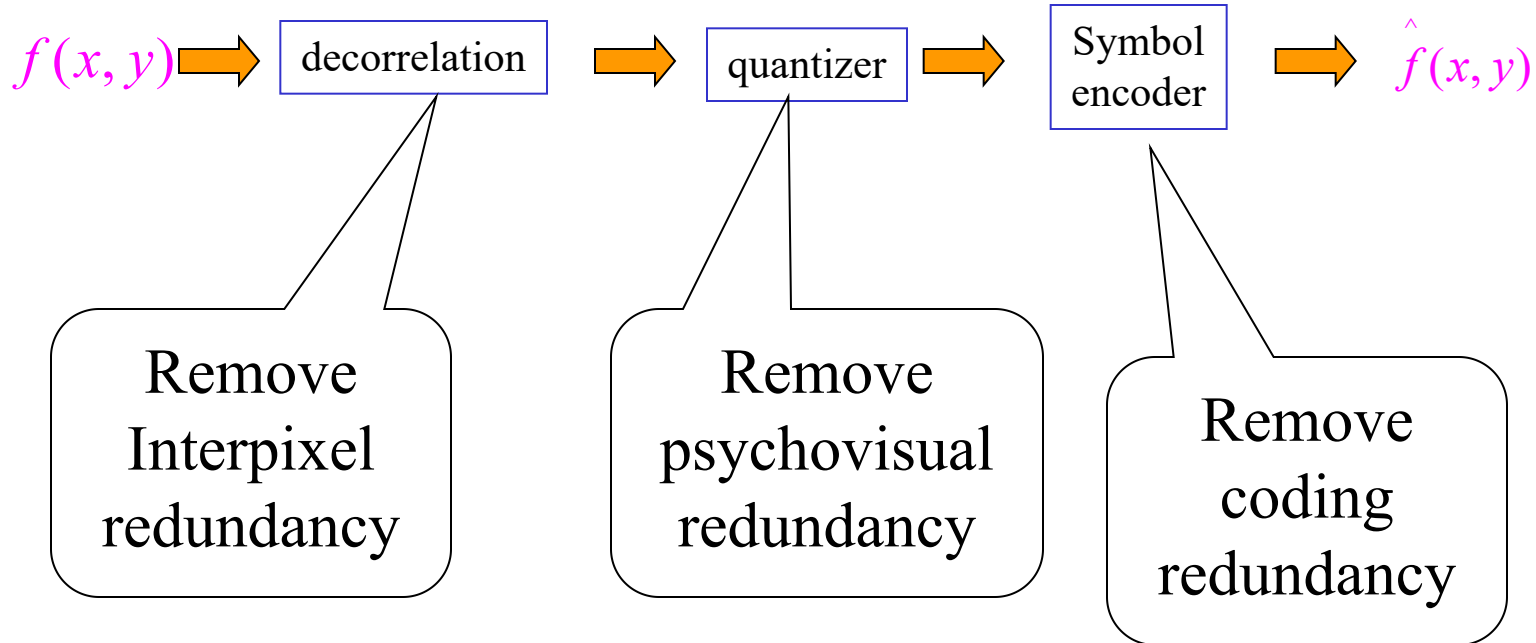 f(x, y)
decorrelation
quantizer
Symbol
encoder
^
f(x, y)
Remove
Interpixel
redundancy
Remove
psychovisual
redundancy
Remove
coding
redundancy